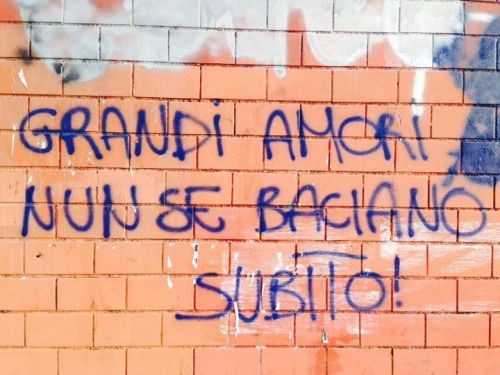 GRANDi AMORi
NUN SE BACIANO
SUBITO!